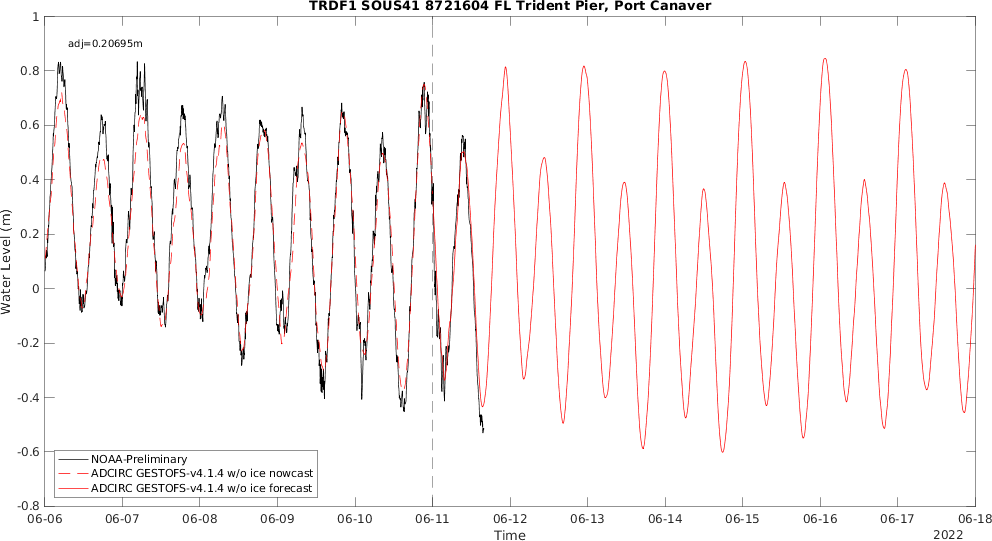 TRDF1 SOUS41 8721604 FL Trident Pier, Port Canaver
adj=0.20695m
1
0.8
0.6
0.4
0.2
0
-0.2
-0.4
-0.6
-0.8
Water Level (m)
NOAA-Preliminary
ADCIRC GESTOFS-v4.1.4 w/o ice nowcast
ADCIRC GESTOFS-v4.1.4 w/o ice forecast
06-06 06-07 06-08 06-09 06-10 06-11 06-12 06-13 06-14 06-15 06-16 06-17 06-18
Time
2022